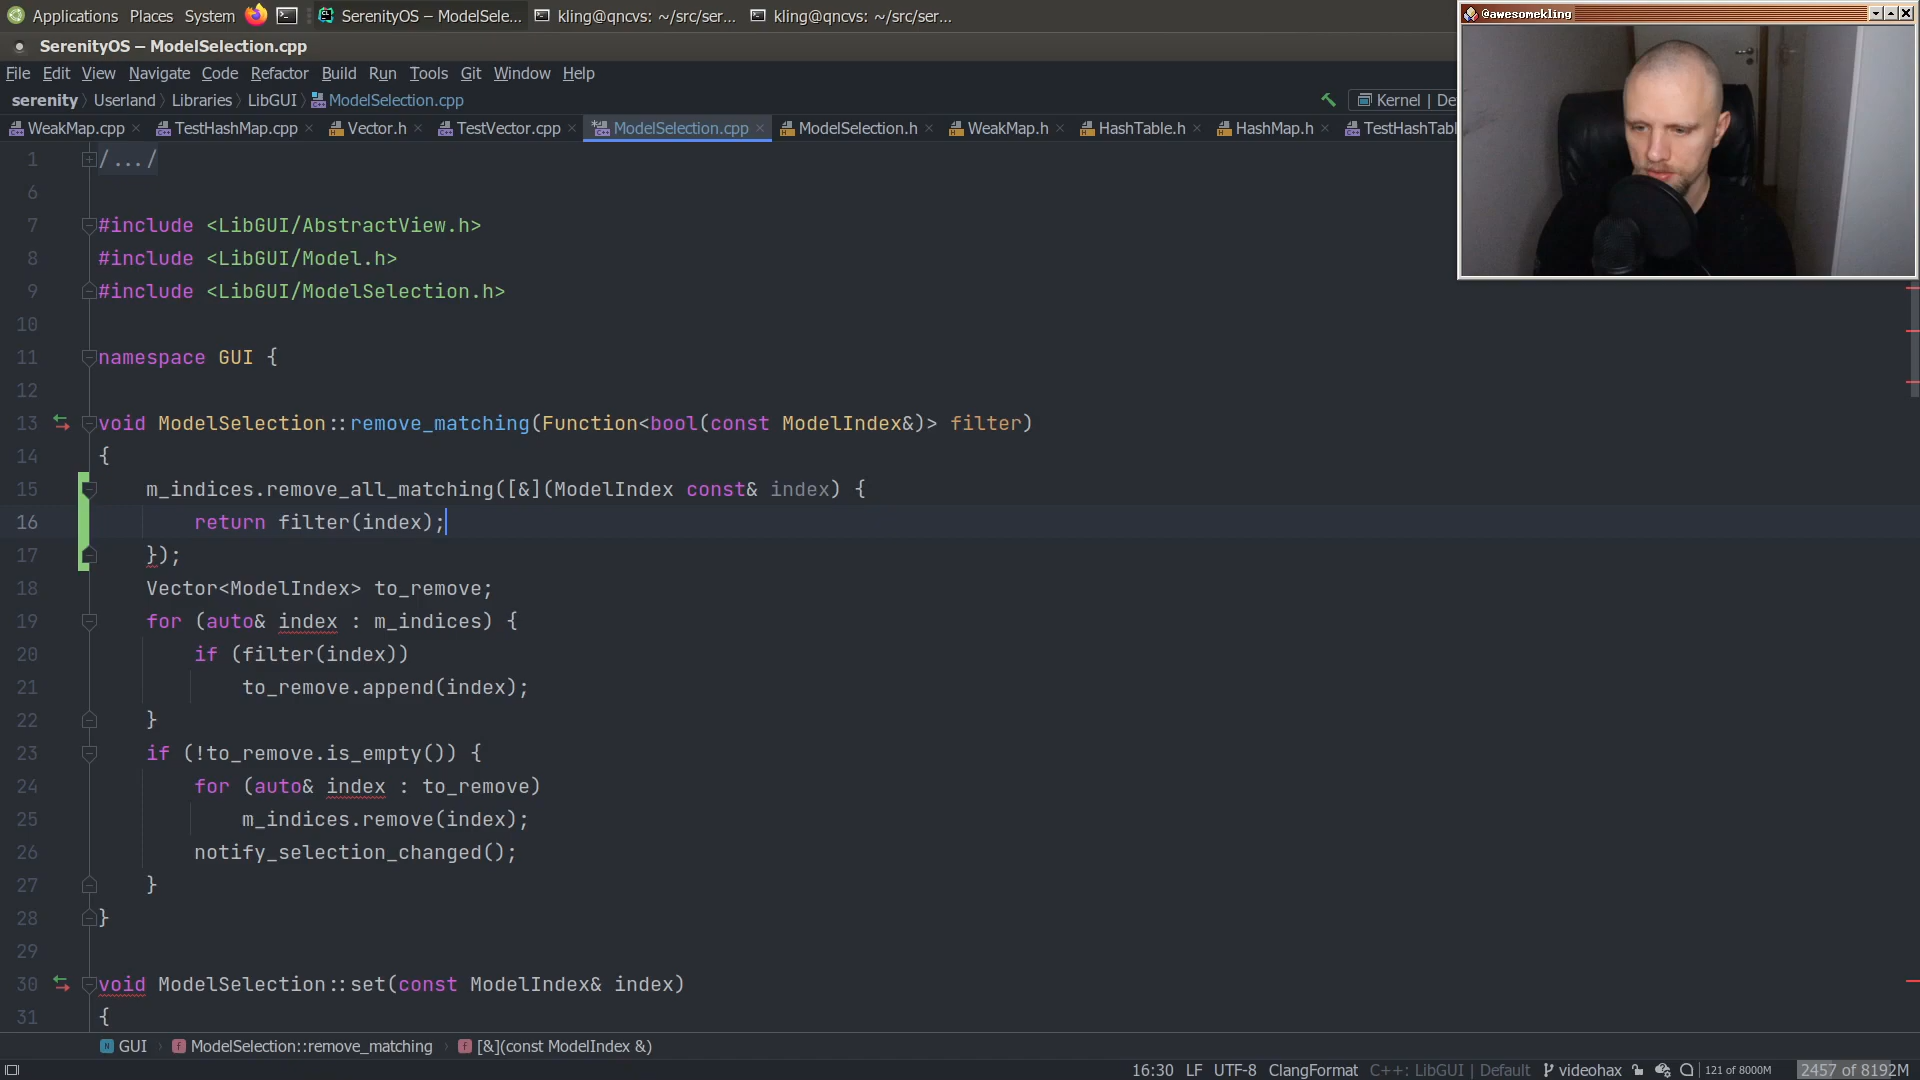 Applications Places System SerenityOS – ModelSele... kling@qncvs: ~/src/ser... kling@qncvs: ~/src/ser...
@awesomekling
SerenityOS – ModelSelection.cpp
File Edit View Navigate Code Refactor Build Run Tools Git Window Help
serenity Userland Libraries LibGUI ModelSelection.cpp Kernel | De
WeakMap.cpp TestHashMap.cpp Vector.h TestVector.cpp ModelSelection.cpp ModelSelection.h WeakMap.h HashTable.h HashMap.h TestHashTabl
1 /.../
6
7 #include <LibGUI/AbstractView.h>
8 #include <LibGUI/Model.h>
9 #include <LibGUI/ModelSelection.h>
10
11 namespace GUI {
12
13 void ModelSelection::remove_matching(Function<bool(const ModelIndex&)> filter)
14 {
15 m_indices.remove_all_matching([&](ModelIndex const& index) {
16 return filter(index);
17 });
18 Vector<ModelIndex> to_remove;
19 for (auto& index : m_indices) {
20 if (filter(index))
21 to_remove.append(index);
22 }
23 if (!to_remove.is_empty()) {
24 for (auto& index : to_remove)
25 m_indices.remove(index);
26 notify_selection_changed();
27 }
28 }
29
30 void ModelSelection::set(const ModelIndex& index)
31 {
GUI ModelSelection::remove_matching [&](const ModelIndex &)
16:30 LF UTF-8 ClangFormat C++: LibGUI | Default videohax 121 of 8000M 2457 of 8192M